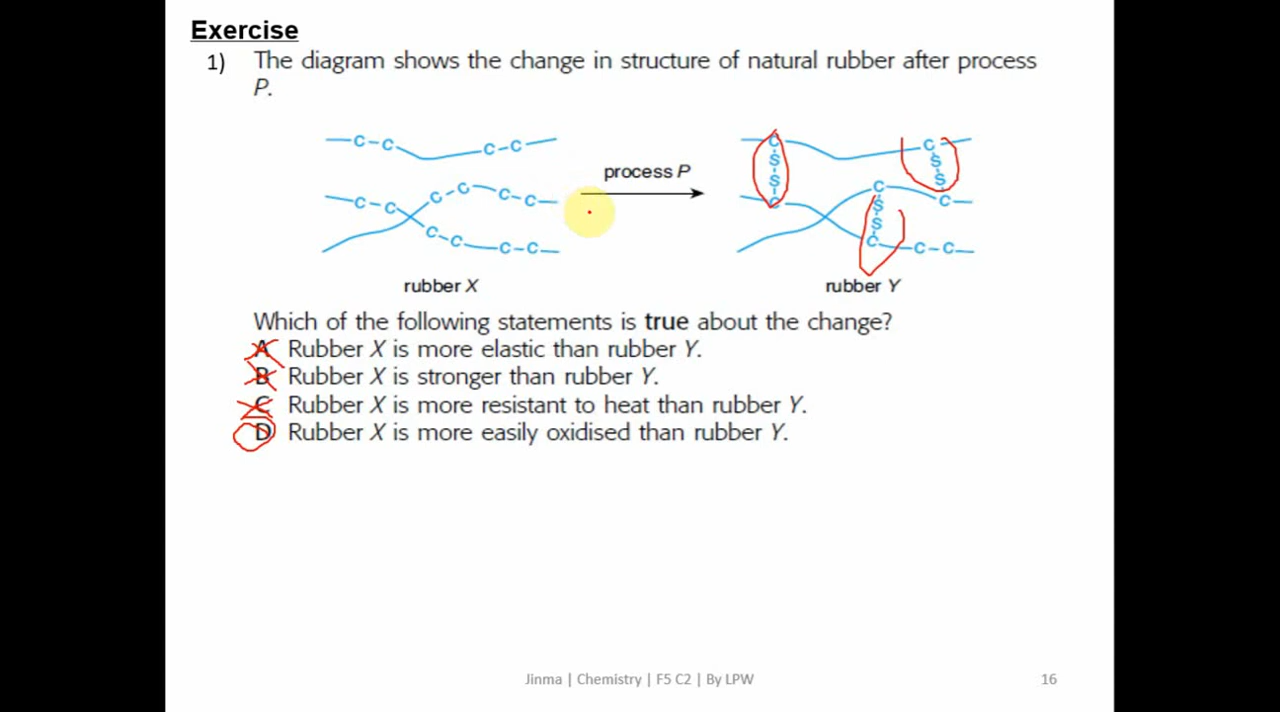 Exercise
1) The diagram shows the change in structure of natural rubber after process
P.
C-C C-C C C
process P S S
S S
C-C C-C C-C C C S C
S
C-C C-C C C-C
rubber X rubber Y
Which of the following statements is true about the change?
A Rubber X is more elastic than rubber Y.
B Rubber X is stronger than rubber Y.
C Rubber X is more resistant to heat than rubber Y.
D Rubber X is more easily oxidised than rubber Y.
Jinma | Chemistry | F5 C2 | By LPW 16